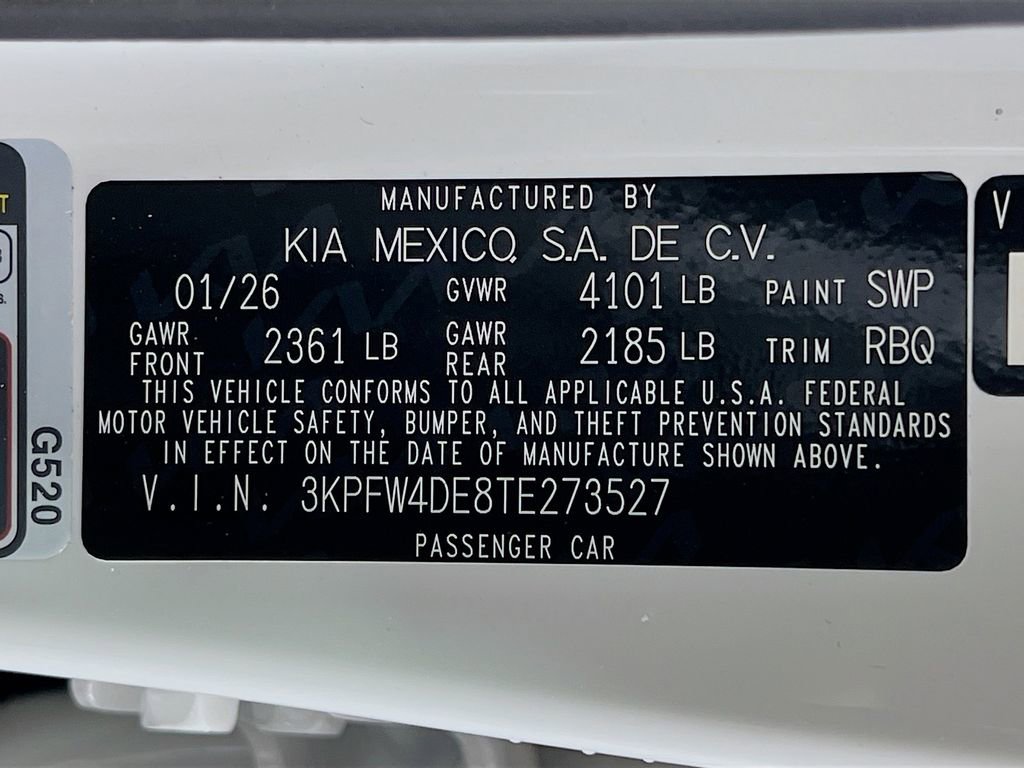 MANUFACTURED BY
KIA MEXICO, S.A. DE C.V.
01/26 GVWR 4101 LB PAINT SWP
GAWR FRONT 2361 LB GAWR REAR 2185 LB TRIM RBQ
THIS VEHICLE CONFORMS TO ALL APPLICABLE U.S.A. FEDERAL
MOTOR VEHICLE SAFETY, BUMPER, AND THEFT PREVENTION STANDARDS
IN EFFECT ON THE DATE OF MANUFACTURE SHOWN ABOVE.
V.I.N. 3KPFW4DE8TE273527
PASSENGER CAR
G520
V